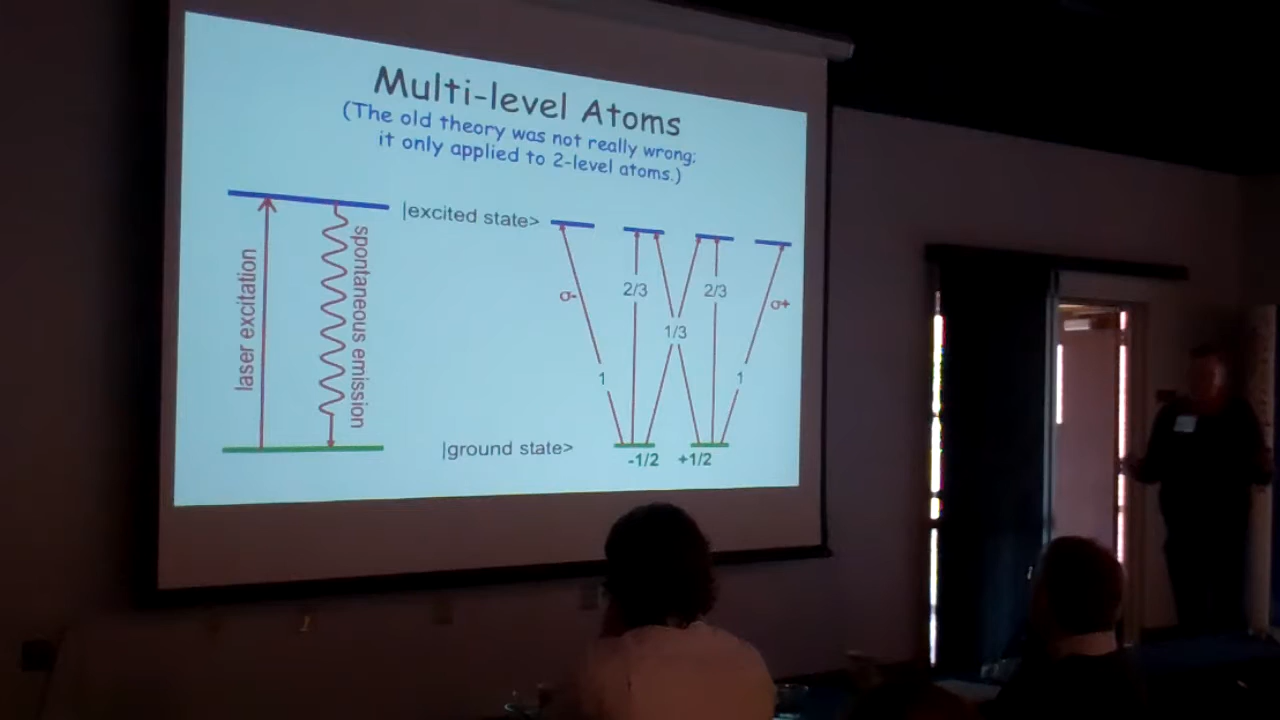 Multi-level Atoms
(The old theory was not really wrong;
it only applied to 2-level atoms.)
|excited state>
laser excitation
spontaneous emission
σ-
2/3
2/3
σ+
1/3
1
1
|ground state>
-1/2
+1/2